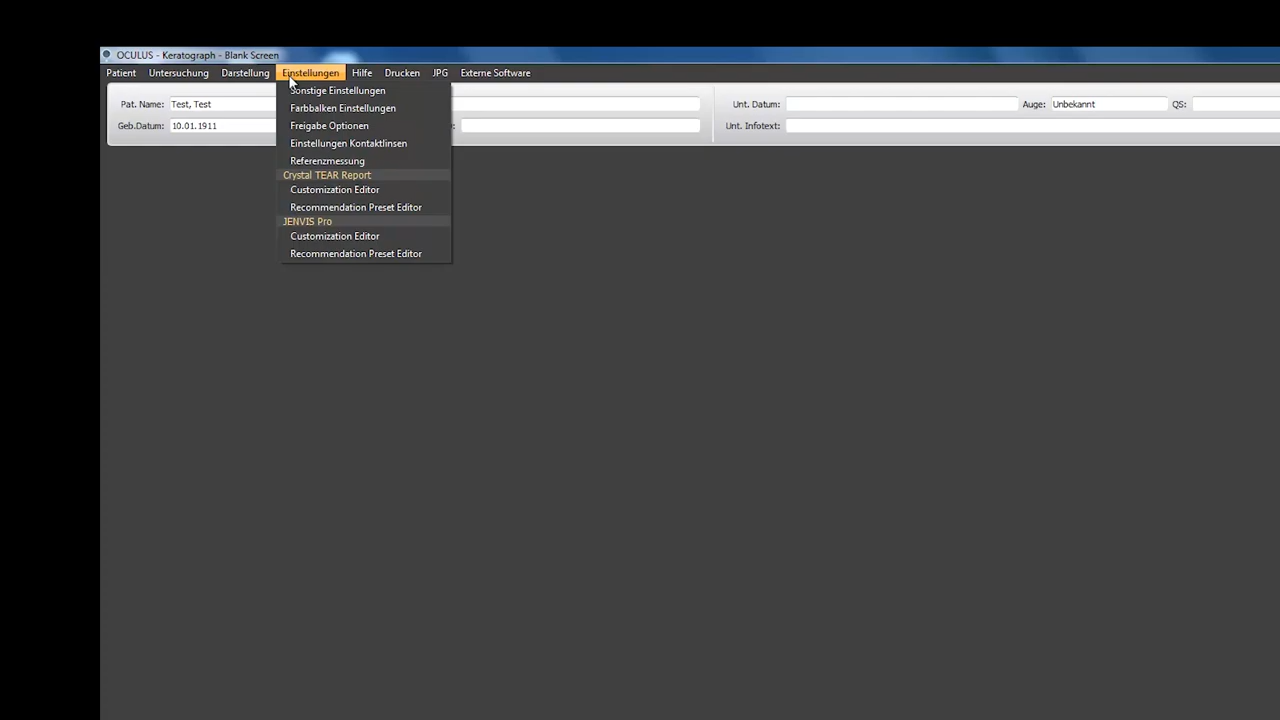 OCULUS - Keratograph - Blank Screen
Patient Untersuchung Darstellung Einstellungen Hilfe Drucken JPG Externe Software
Pat. Name: Test, Test Unt. Datum: Auge: Unbekannt QS:
Geb.Datum: 10.01.1911 Unt. Infotext:
Sonstige Einstellungen
Farbbalken Einstellungen
Freigabe Optionen
Einstellungen Kontaktlinsen
Referenzmessung
Crystal TEAR Report
Customization Editor
Recommendation Preset Editor
JENVIS Pro
Customization Editor
Recommendation Preset Editor